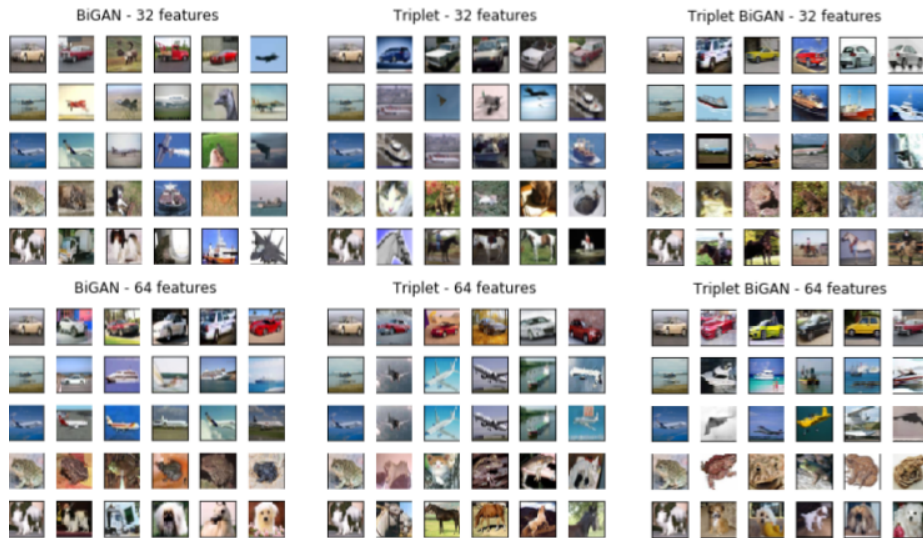 BiGAN - 32 features
Triplet - 32 features
Triplet BiGAN - 32 features
BiGAN - 64 features
Triplet - 64 features
Triplet BiGAN - 64 features